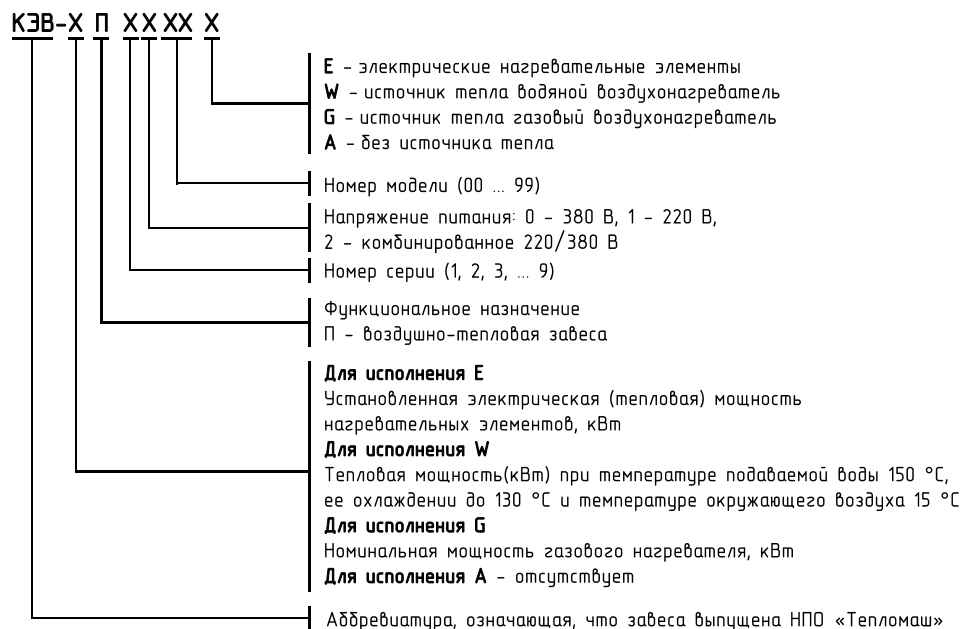 КЭВ-Х П ХХ ХХ Х
E - электрические нагревательные элементы
W - источник тепла водяной воздухонагреватель
G - источник тепла газовый воздухонагреватель
A - без источника тепла
Номер модели (00 ... 99)
Напряжение питания: 0 - 380 В, 1 - 220 В,
2 - комбинированное 220/380 В
Номер серии (1, 2, 3, ... 9)
Функциональное назначение
П - воздушно-тепловая завеса
Для исполнения E
Установленная электрическая (тепловая) мощность
нагревательных элементов, кВт
Для исполнения W
Тепловая мощность(кВт) при температуре подаваемой воды 150 °С,
ее охлаждении до 130 °С и температуре окружающего воздуха 15 °С
Для исполнения G
Номинальная мощность газового нагревателя, кВт
Для исполнения A - отсутствует
Аббревиатура, означающая, что завеса выпущена НПО «Тепломаш»